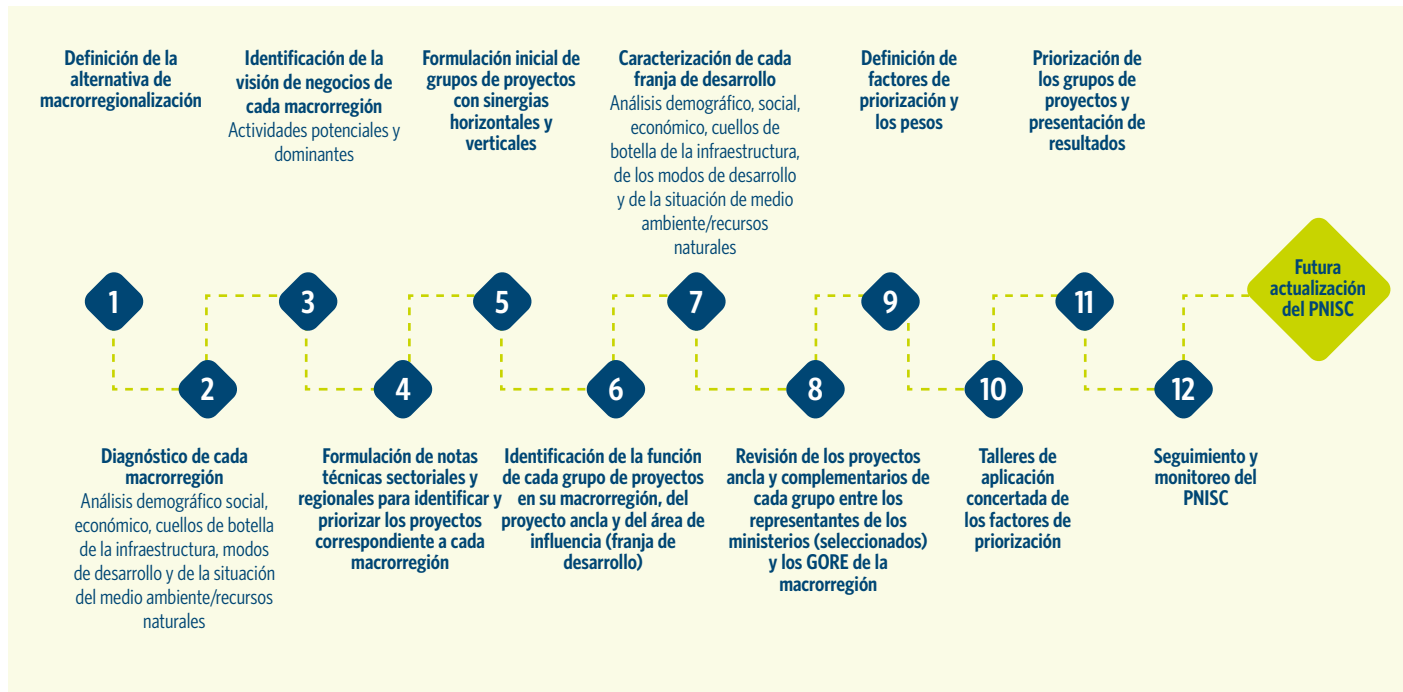 Definición de la
alternativa de
macrorregionalización
Identificación de la
visión de negocios de
cada macrorregión
Actividades potenciales y
dominantes
Formulación inicial de
grupos de proyectos
con sinergias
horizontales y
verticales
Caracterización de cada
franja de desarrollo
Análisis demográfico, social,
económico, cuellos de
botella de la infraestructura,
de los modos de desarrollo
y de la situación de medio
ambiente/recursos
naturales
Definición de
factores de
priorización y
los pesos
Priorización de
los grupos de
proyectos y
presentación de
resultados
1
3
5
7
9
11
Futura
actualización
del PNISC
2
4
6
8
10
12
Diagnóstico de cada
macrorregión
Análisis demográfico social,
económico, cuellos de botella
de la infraestructura, modos
de desarrollo y de la situación
del medio ambiente/recursos
naturales
Formulación de notas
técnicas sectoriales y
regionales para identificar y
priorizar los proyectos
correspondiente a cada
macrorregión
Identificación de la función
de cada grupo de proyectos
en su macrorregión, del
proyecto ancla y del área de
influencia (franja de
desarrollo)
Revisión de los proyectos
ancla y complementarios de
cada grupo entre los
representantes de los
ministerios (seleccionados)
y los GORE de la
macrorregión
Talleres de
aplicación
concertada de
los factores de
priorización
Seguimiento y
monitoreo del
PNISC